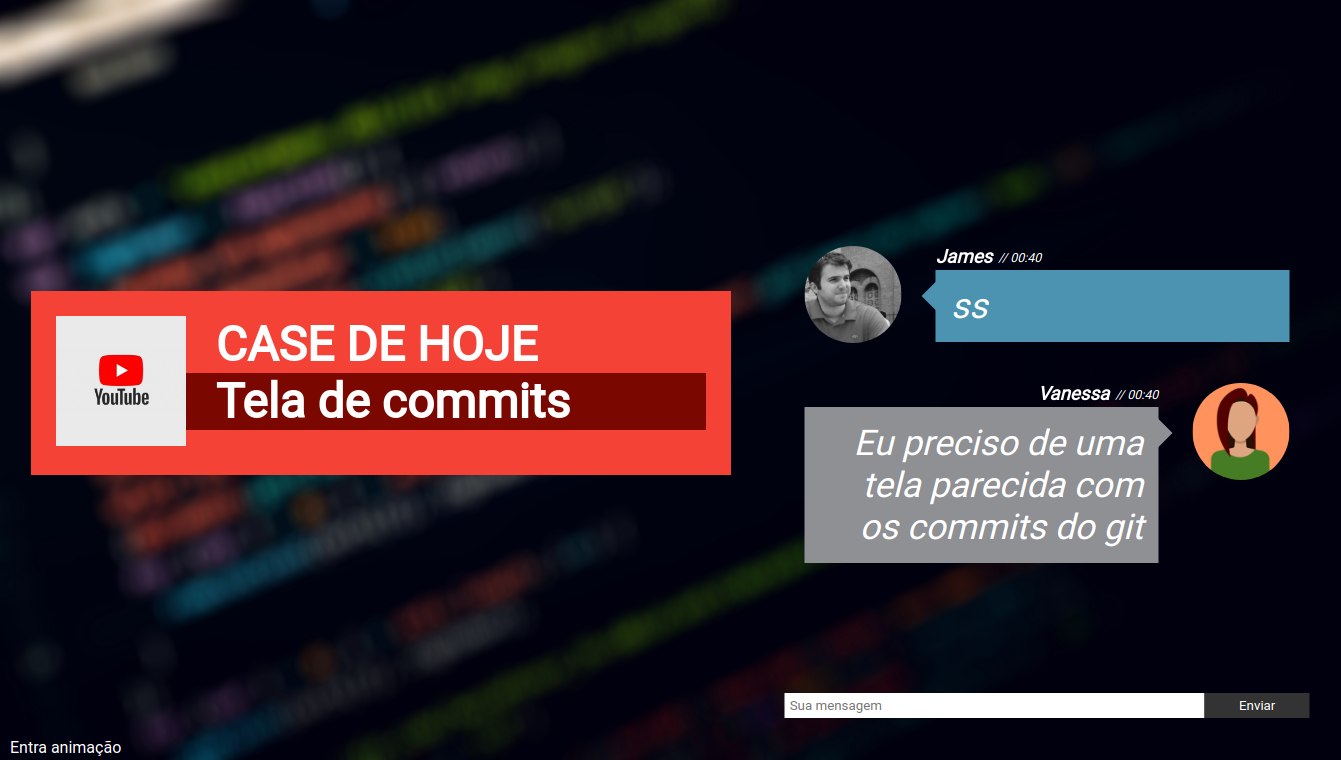 YouTube
CASE DE HOJE
Tela de commits
James // 00:40
ss
Vanessa // 00:40
Eu preciso de uma
tela parecida com
os commits do git
Sua mensagem
Enviar
Entra animação